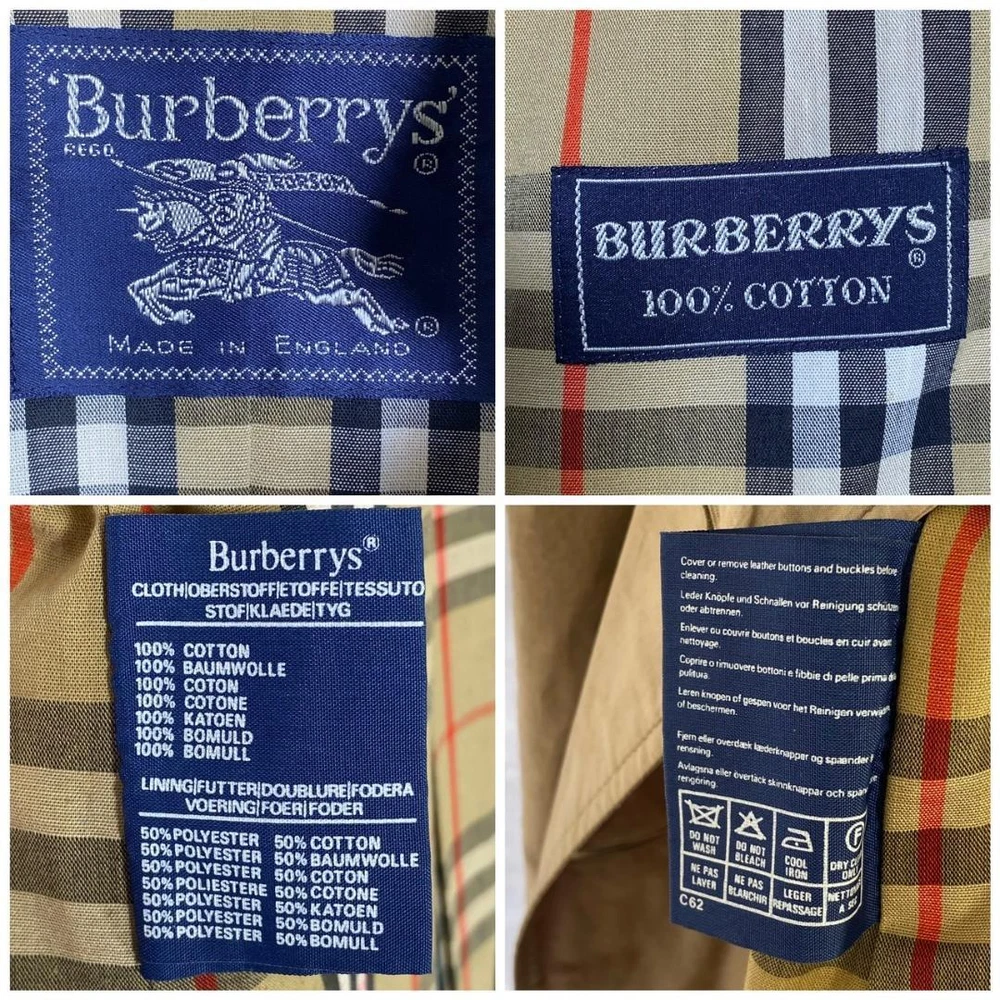 'Burberrys'
REGD.
®
®
MADE IN ENGLAND
BURBERRYS
®
100% COTTON
Burberrys®
CLOTH|OBERSTOFF|ETOFFE|TESSUTO
STOF|KLAEDE|TYG
100% COTTON
100% BAUMWOLLE
100% COTON
100% COTONE
100% KATOEN
100% BOMULD
100% BOMULL
LINING|FUTTER|DOUBLURE|FODERA
VOERING|FOER|FODER
50% POLYESTER 50% COTTON
50% POLYESTER 50% BAUMWOLLE
50% POLYESTER 50% COTON
50% POLIESTERE 50% COTONE
50% POLYESTER 50% KATOEN
50% POLYESTER 50% BOMULD
50% POLYESTER 50% BOMULL
Cover or remove leather buttons and buckles before
cleaning.
Leder Knöpfe und Schnallen vor Reinigung
oder abtrennen.
Enlever ou couvrir boutons et boucles en cuir avant
nettoyage.
Coprire o rimuovere bottoni e fibbie di pelle prima
pulitura.
Leren knopen of gespen voor het Reinigen
of beschermen.
Fjern eller overdæk læderknapper og spænder
rensning.
Avlagsna eller övertäck skinnknappar och
rengöring.
DO NOT
WASH
DO NOT
BLEACH
COOL
IRON
F
DRY
ONLY
NE PAS
LAVER
NE PAS
BLANCHIR
LEGER
REPASSAGE
A SEC
C62